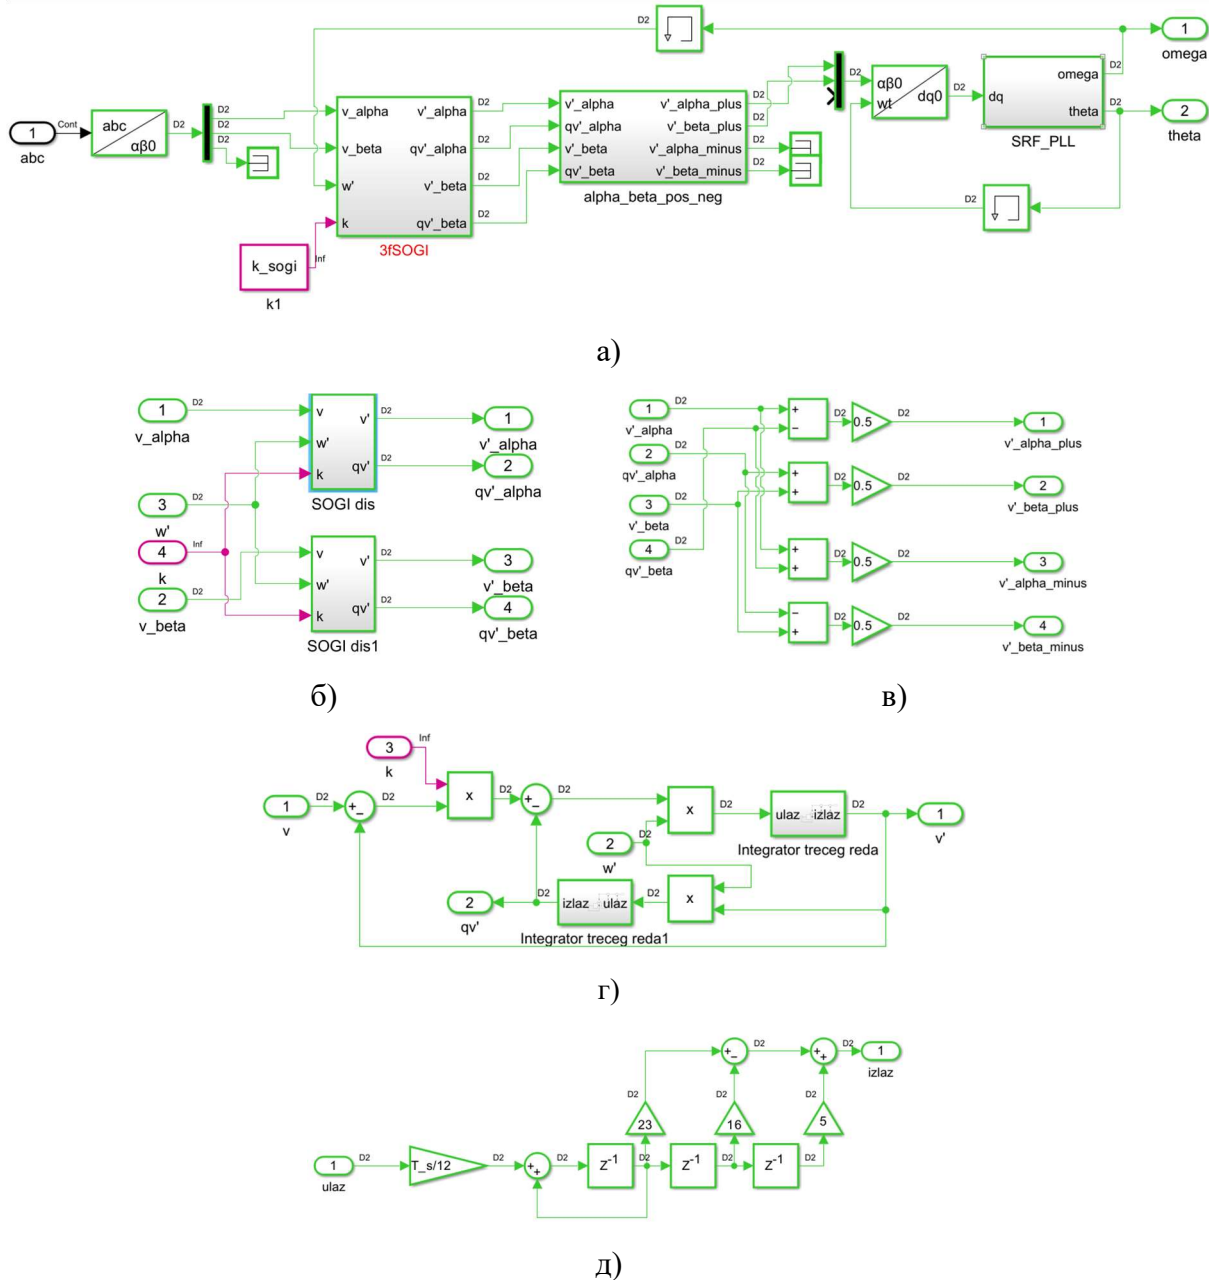 D2
1
omega
1
Cont
abc
abc
αβ0
D2
D2
D2
D2
v_alpha
v_beta
w'
k
v'_alpha
qv'_alpha
v'_beta
qv'_beta
3fSOGI
D2
D2
D2
D2
k_sogi
Inf
k1
v'_alpha
qv'_alpha
v'_beta
qv'_beta
v'_alpha_plus
v'_beta_plus
v'_alpha_minus
v'_beta_minus
alpha_beta_pos_neg
D2
D2
D2
D2
D2
αβ0
wt
dq0
D2
dq
omega
theta
SRF_PLL
D2
D2
2
theta
D2
а)
1
D2
v_alpha
3
D2
w'
4
Inf
k
2
D2
v_beta
v
w'
k
v'
qv'
SOGI dis
D2
D2
1
v'_alpha
2
qv'_alpha
v
w'
k
v'
qv'
SOGI dis1
D2
D2
3
v'_beta
4
qv'_beta
б)
1
D2
v'_alpha
D2
2
qv'_alpha
3
D2
v'_beta
4
D2
qv'_beta
+
−
D2
0.5
D2
1
v'_alpha_plus
+
+
D2
0.5
D2
2
v'_beta_plus
+
+
D2
0.5
D2
3
v'_alpha_minus
−
+
D2
0.5
D2
4
v'_beta_minus
в)
3
Inf
k
1
D2
v
+
−
D2
x
D2
+
−
D2
x
D2
ulaz izlaz
Integrator treceg reda
D2
1
v'
2
D2
w'
2
qv'
D2
izlaz ulaz
Integrator treceg reda1
D2
x
г)
+
−
D2
+
+
D2
1
izlaz
D2
D2
D2
23
16
5
1
D2
ulaz
T_s/12
D2
+
+
D2
Z-1
D2
Z-1
D2
Z-1
D2
д)